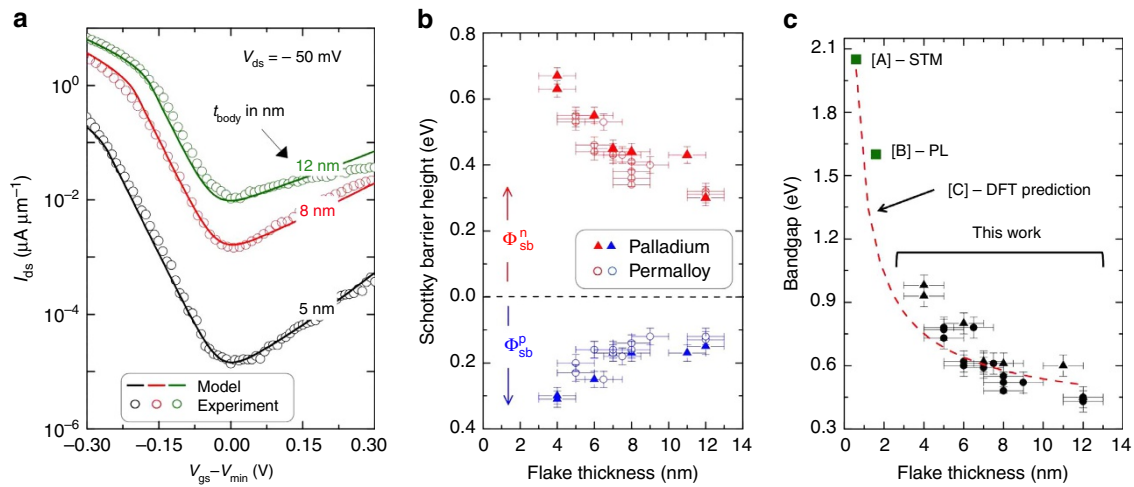 a
10⁰
10⁻²
10⁻⁴
10⁻⁶
I_ds (μA μm⁻¹)
V_ds = − 50 mV
t_body in nm
12 nm
8 nm
5 nm
Model
Experiment
−0.30 −0.15 0.00 0.15 0.30
V_gs–V_min (V)
b
0.8
0.6
0.4
0.2
0.0
0.2
0.4
Schottky barrier height (eV)
Φ_sb^n
Palladium
Permalloy
Φ_sb^p
0 2 4 6 8 10 12 14
Flake thickness (nm)
c
2.1
1.8
1.5
1.2
0.9
0.6
0.3
Bandgap (eV)
[A] – STM
[B] – PL
[C] – DFT prediction
This work
0 2 4 6 8 10 12 14
Flake thickness (nm)